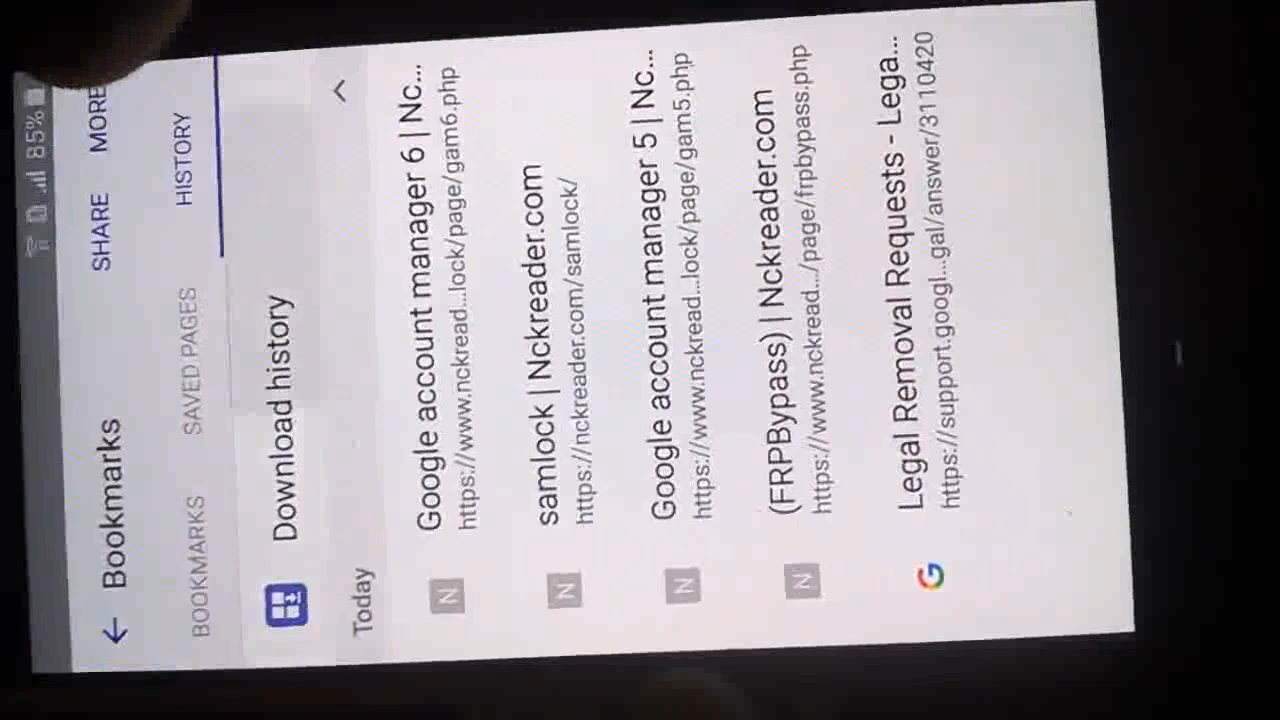 85%
Bookmarks
SHARE
MORE
BOOKMARKS
SAVED PAGES
HISTORY
Download history
Today
Google account manager 6 | Nc...
https://www.nckread...lock/page/gam6.php
samlock | Nckreader.com
https://nckreader.com/samlock/
Google account manager 5 | Nc...
https://www.nckread...lock/page/gam5.php
(FRPBypass) | Nckreader.com
https://www.nckread.../page/frpbypass.php
Legal Removal Requests - Lega...
https://support.googl...gal/answer/3110420
N
N
N
N
G